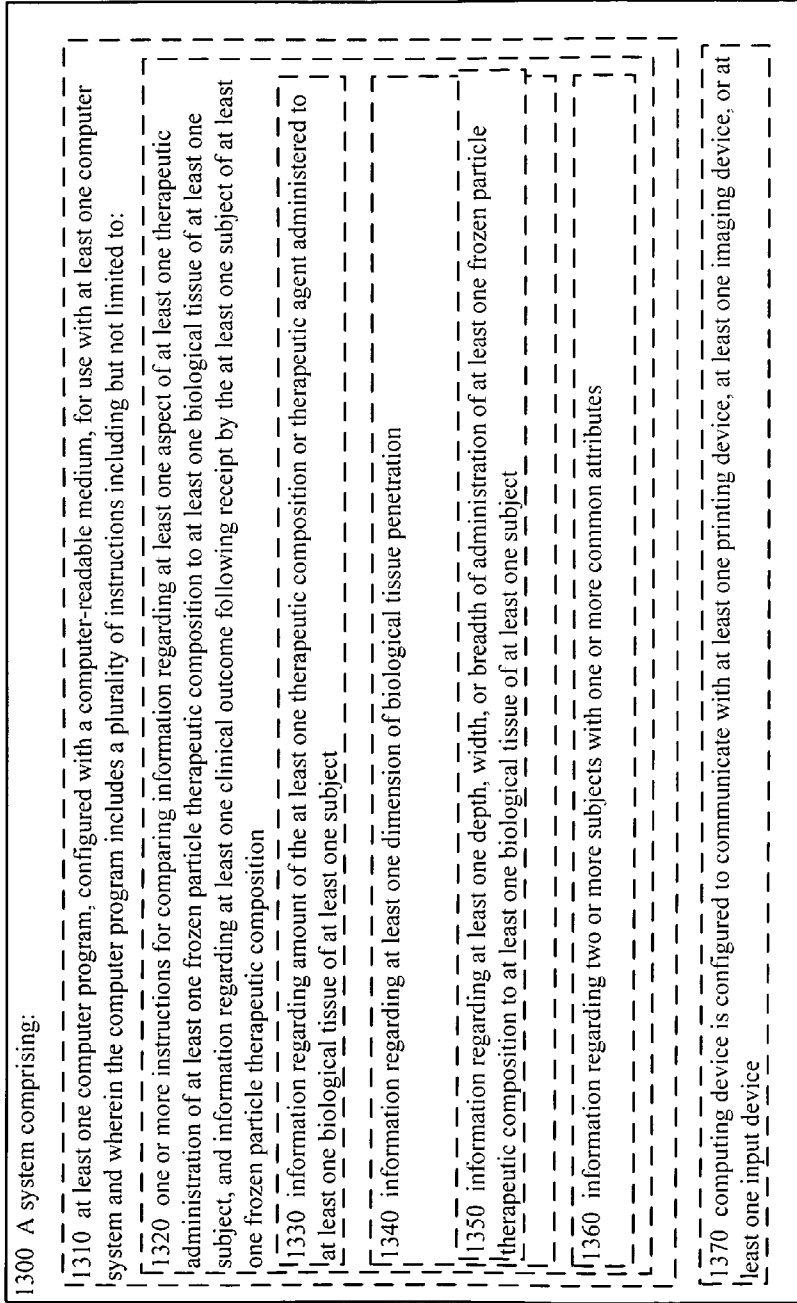 1300 A system comprising:
1310 at least one computer program, configured with a computer-readable medium, for use with at least one computer
system and wherein the computer program includes a plurality of instructions including but not limited to:
1320 one or more instructions for comparing information regarding at least one aspect of at least one therapeutic
administration of at least one frozen particle therapeutic composition to at least one biological tissue of at least one
subject, and information regarding at least one clinical outcome following receipt by the at least one subject of at least
one frozen particle therapeutic composition
1330 information regarding amount of the at least one therapeutic composition or therapeutic agent administered to
at least one biological tissue of at least one subject
1340 information regarding at least one dimension of biological tissue penetration
1350 information regarding at least one depth, width, or breadth of administration of at least one frozen particle
therapeutic composition to at least one biological tissue of at least one subject
1360 information regarding two or more subjects with one or more common attributes
1370 computing device is configured to communicate with at least one printing device, at least one imaging device, or at
least one input device